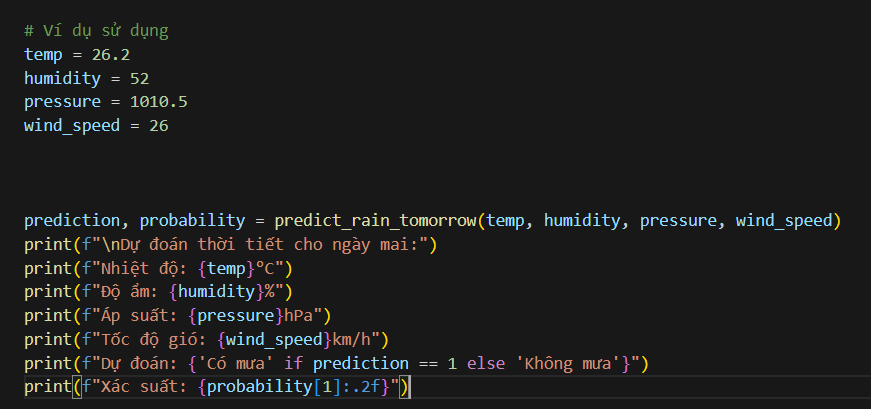 # Ví dụ sử dụng
temp = 26.2
humidity = 52
pressure = 1010.5
wind_speed = 26
prediction, probability = predict_rain_tomorrow(temp, humidity, pressure, wind_speed)
print(f"\nDự đoán thời tiết cho ngày mai:")
print(f"Nhiệt độ: {temp}°C")
print(f"Độ ẩm: {humidity}%")
print(f"Áp suất: {pressure}hPa")
print(f"Tốc độ gió: {wind_speed}km/h")
print(f"Dự đoán: {'Có mưa' if prediction == 1 else 'Không mưa'}")
print(f"Xác suất: {probability[1]:.2f}")